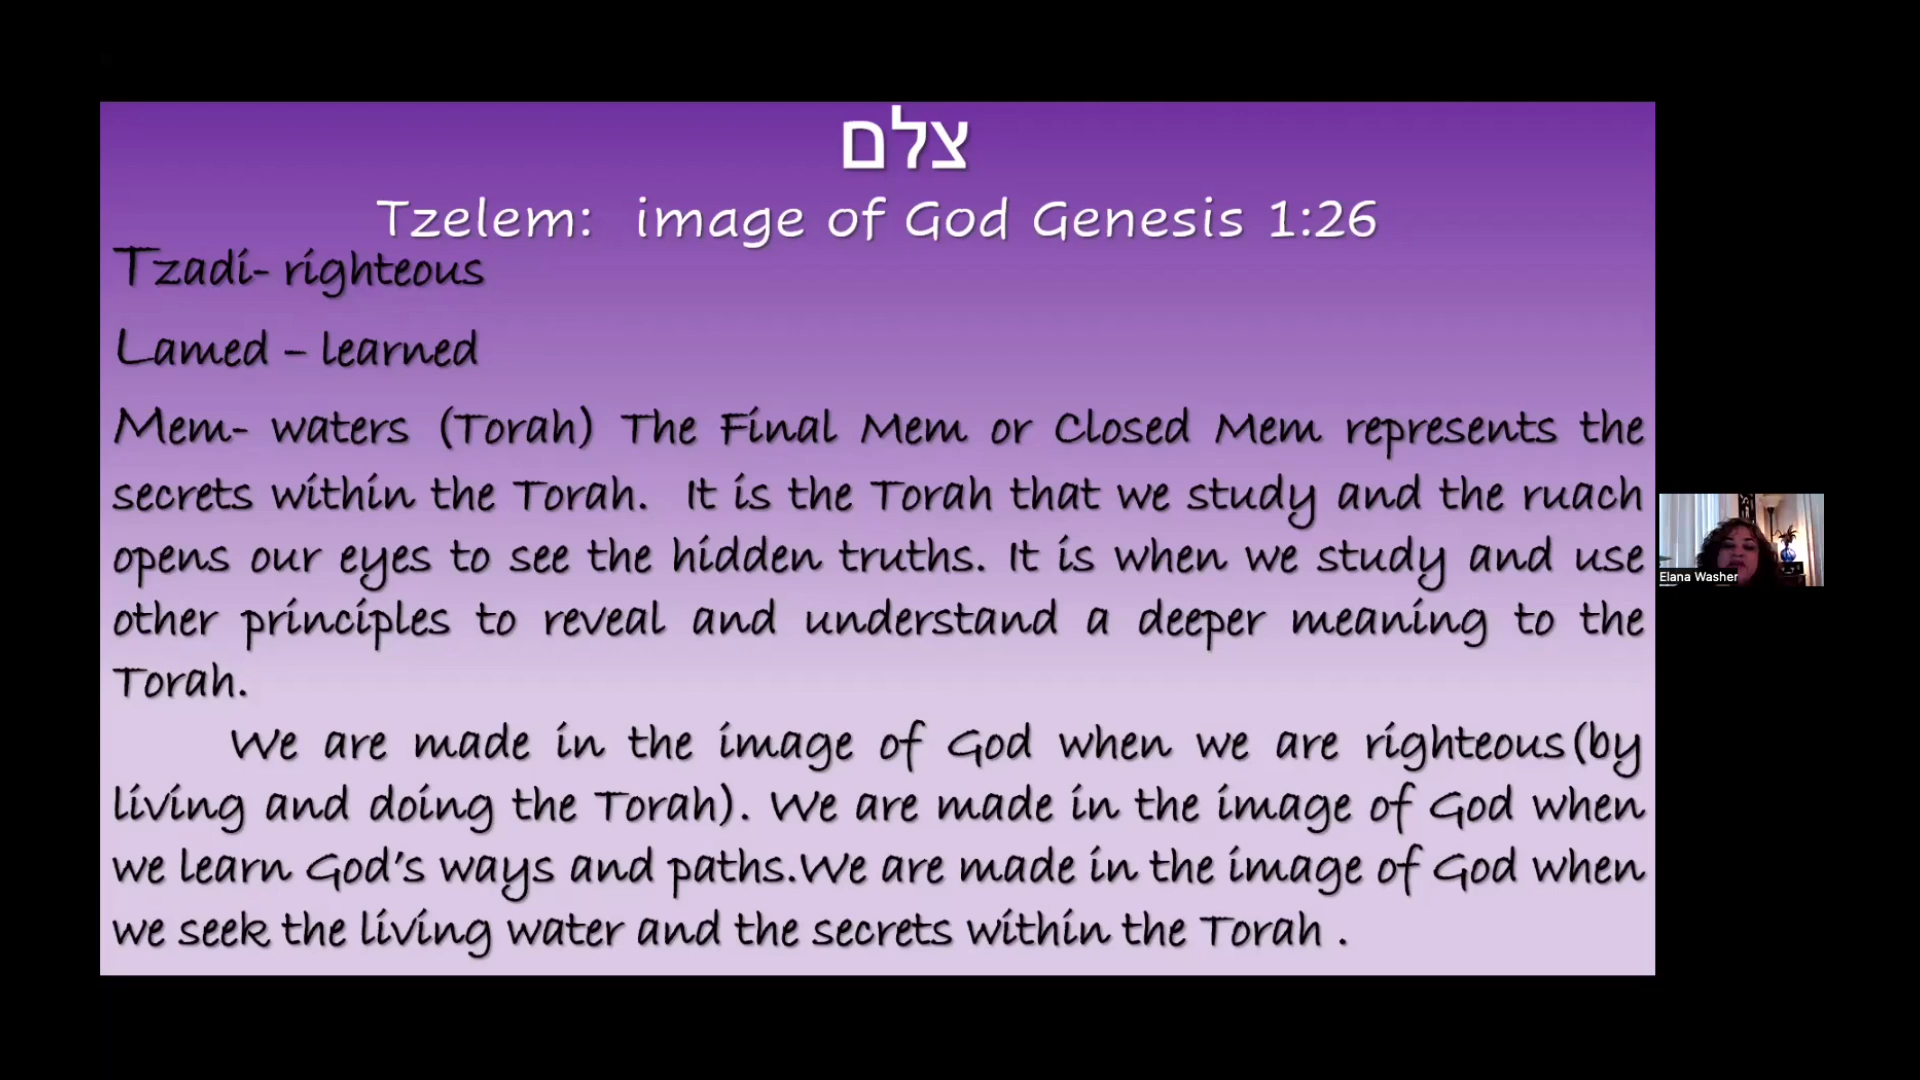 צלם
Tzelem:  image of God Genesis 1:26
Tzadi- righteous
Lamed – learned
Mem- waters (Torah) The Final Mem or Closed Mem represents the
secrets within the Torah.  It is the Torah that we study and the ruach
opens our eyes to see the hidden truths. It is when we study and use
other principles to reveal and understand a deeper meaning to the
Torah.
We are made in the image of God when we are righteous(by
living and doing the Torah). We are made in the image of God when
we learn God’s ways and paths.We are made in the image of God when
we seek the living water and the secrets within the Torah .
Elana Washer